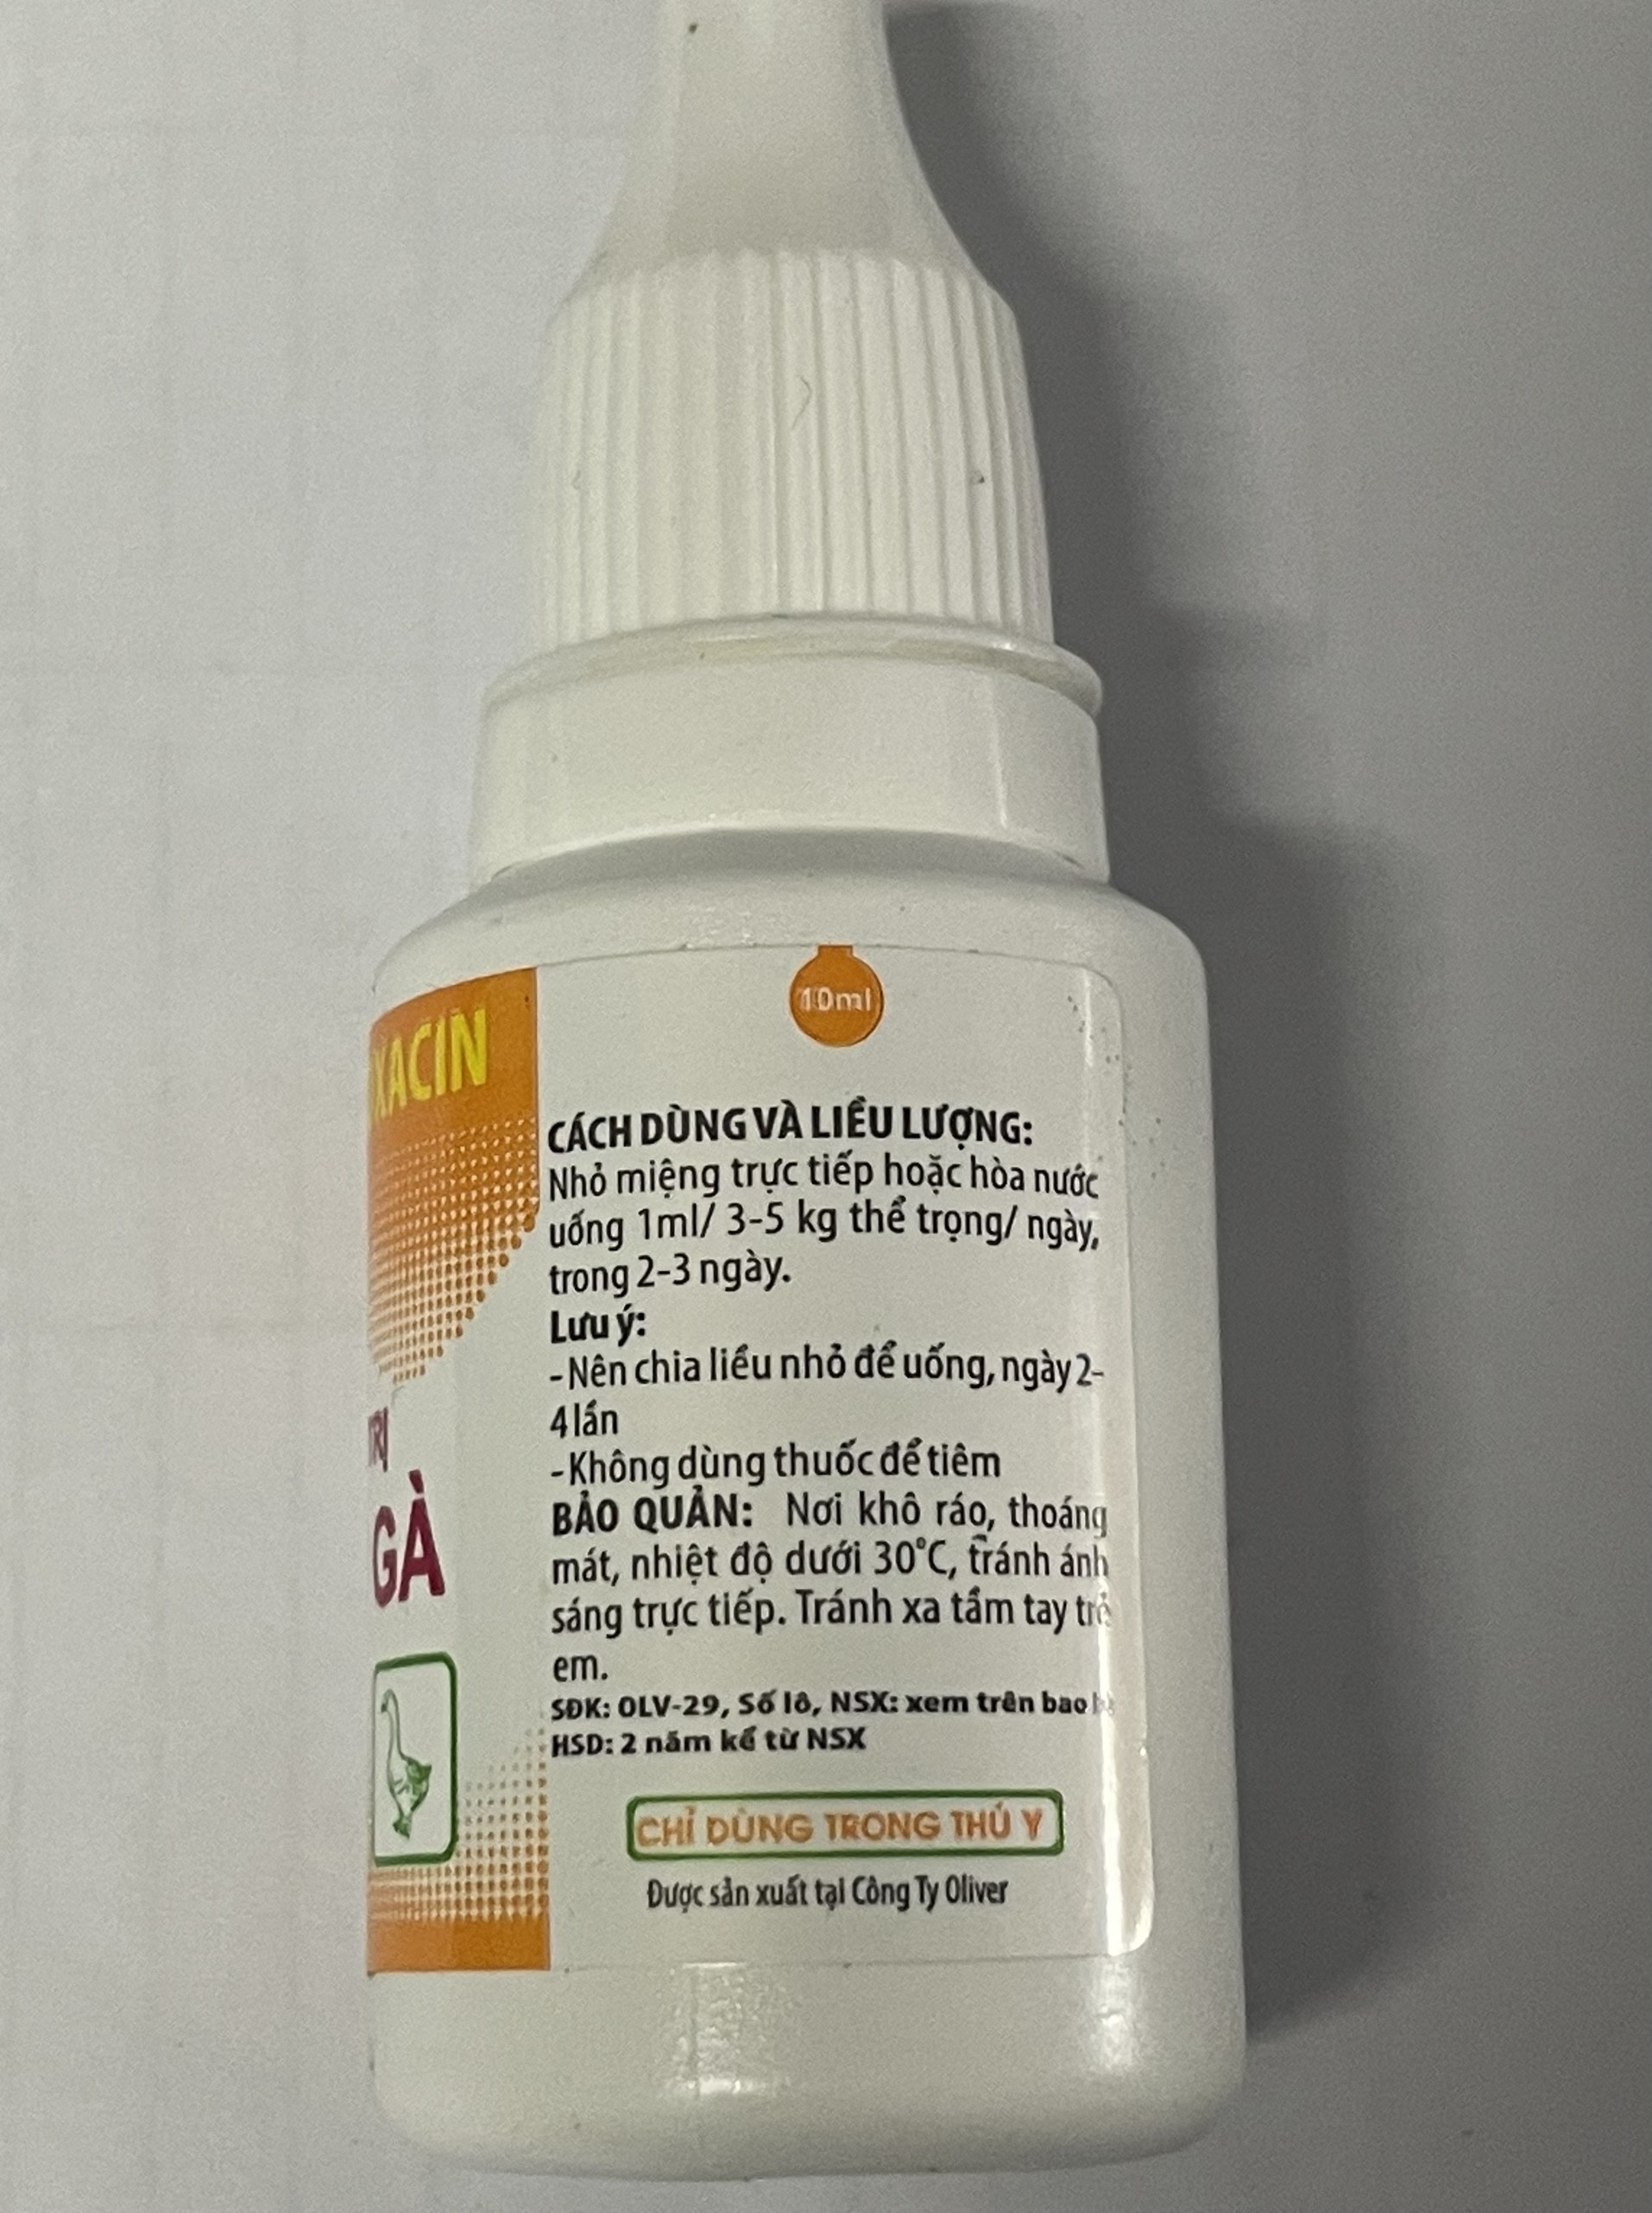 10ml
XACIN
TRỊ
GÀ
CÁCH DÙNG VÀ LIỀU LƯỢNG:
Nhỏ miệng trực tiếp hoặc hòa nước
uống 1ml/ 3-5 kg thể trọng/ ngày,
trong 2-3 ngày.
Lưu ý:
-Nên chia liều nhỏ để uống, ngày 2-
4 lần
-Không dùng thuốc để tiêm
BẢO QUẢN: Nơi khô ráo, thoáng
mát, nhiệt độ dưới 30°C, tránh ánh
sáng trực tiếp. Tránh xa tầm tay trẻ
em.
SĐK: OLV-29, Số lô, NSX: xem trên bao
HSD: 2 năm kể từ NSX
CHỈ DÙNG TRONG THÚ Y
Được sản xuất tại Công Ty Oliver